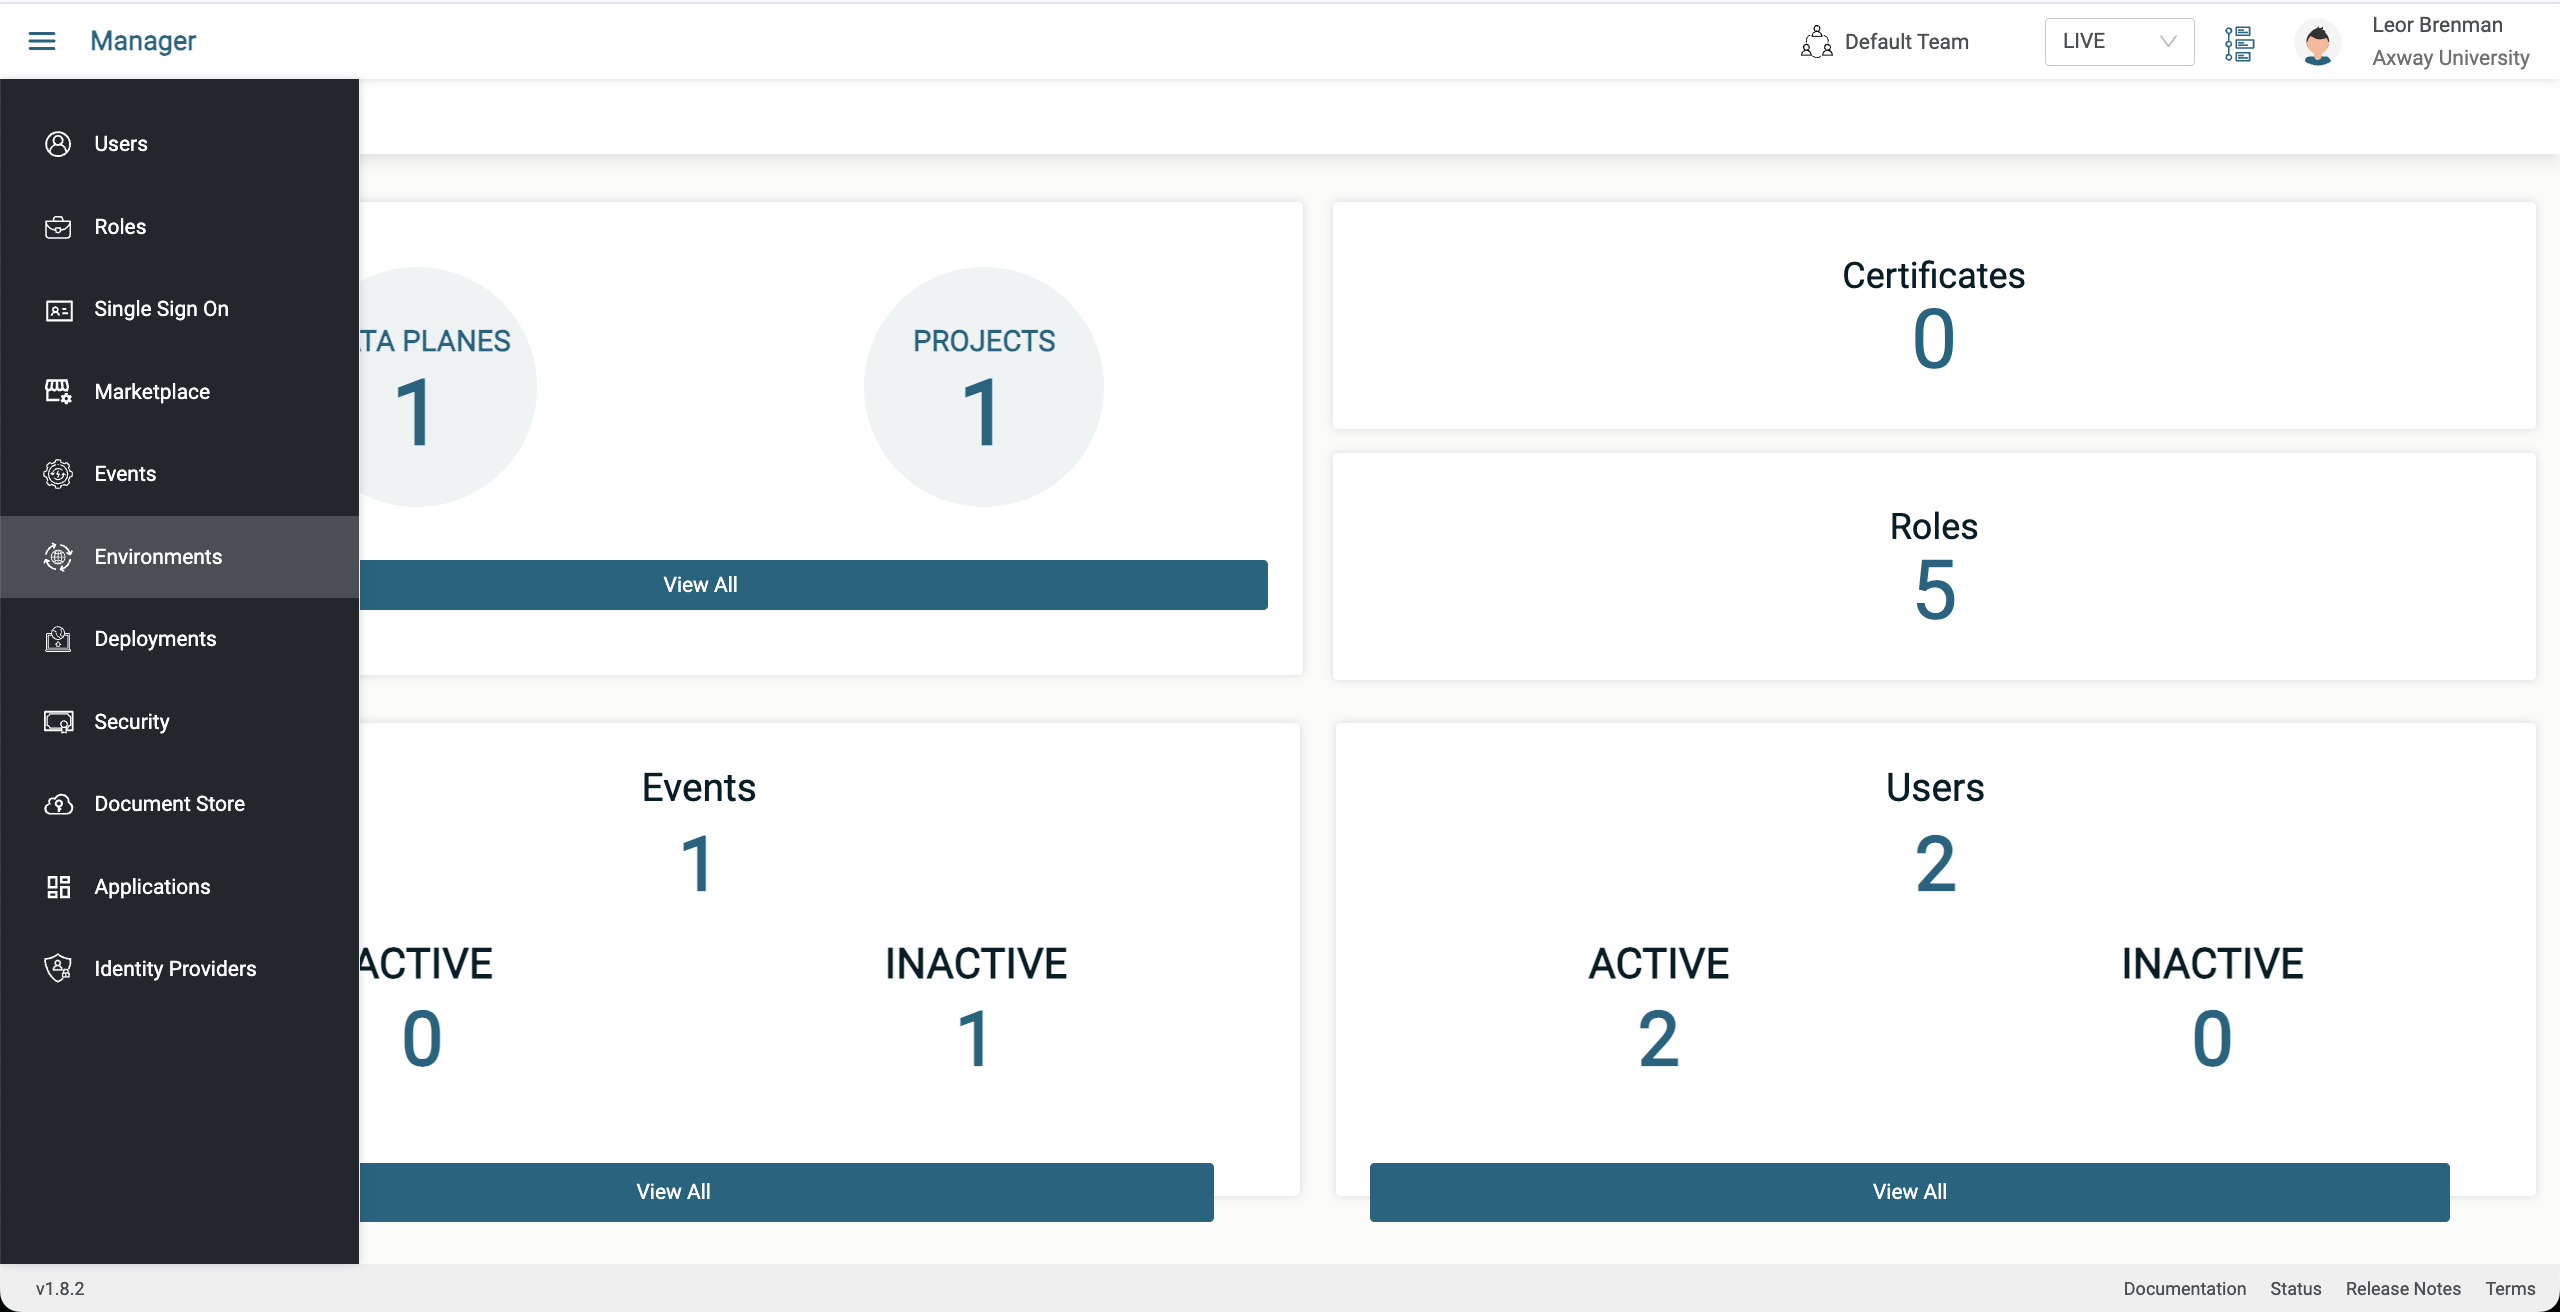 Manager
Default Team
LIVE
Leor Brenman
Axway University
Users
Roles
Single Sign On
Marketplace
Events
Environments
Deployments
Security
Document Store
Applications
Identity Providers
TA PLANES
1
PROJECTS
1
View All
Certificates
0
Roles
5
Events
1
ACTIVE
0
INACTIVE
1
View All
Users
2
ACTIVE
2
INACTIVE
0
View All
v1.8.2
Documentation Status Release Notes Terms